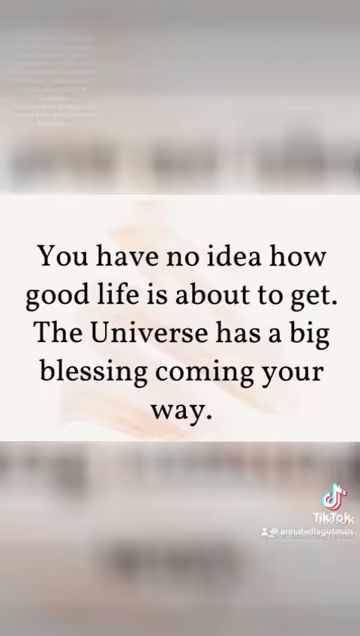 You have no idea how
good life is about to get.
The Universe has a big
blessing coming your
way.
TikTok